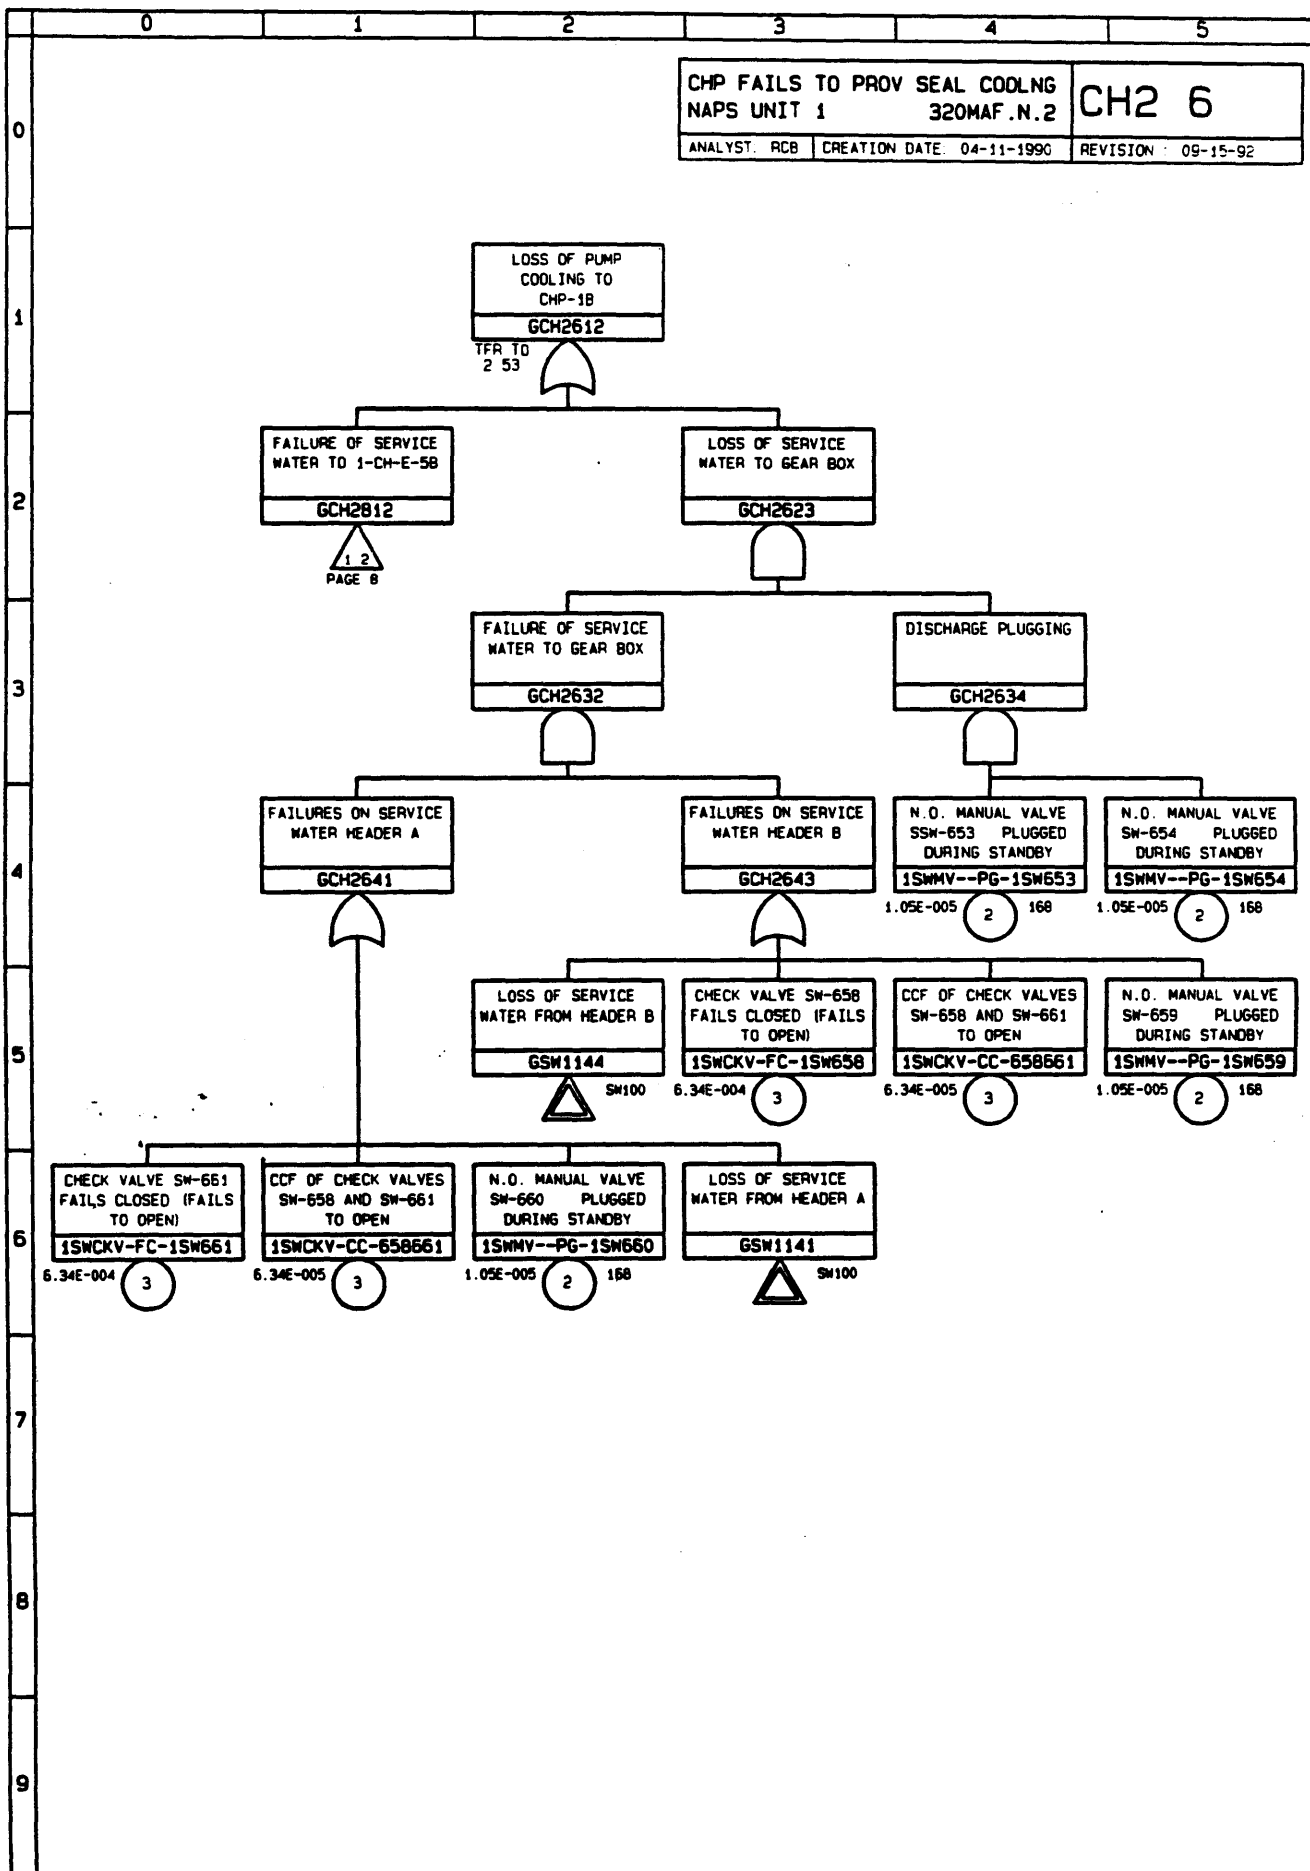 0 1 2 3 4 5
CHP FAILS TO PROV SEAL COOLNG
NAPS UNIT 1 320MAF.N.2
CH2 6
ANALYST: RCB CREATION DATE: 04-11-1990 REVISION : 09-15-92
0
LOSS OF PUMP
COOLING TO
CHP-1B
GCH2612
TFR TO
2 53
1
FAILURE OF SERVICE
WATER TO 1-CH-E-5B
GCH2812
1 2
PAGE 8
LOSS OF SERVICE
WATER TO GEAR BOX
GCH2623
2
FAILURE OF SERVICE
WATER TO GEAR BOX
GCH2632
DISCHARGE PLUGGING
GCH2634
3
FAILURES ON SERVICE
WATER HEADER A
GCH2641
FAILURES ON SERVICE
WATER HEADER B
GCH2643
N.O. MANUAL VALVE
SSW-653 PLUGGED
DURING STANDBY
1SWMV--PG-1SW653
1.05E-005 2 168
N.O. MANUAL VALVE
SW-654 PLUGGED
DURING STANDBY
1SWMV--PG-1SW654
1.05E-005 2 168
4
LOSS OF SERVICE
WATER FROM HEADER B
GSW1144
SW100
CHECK VALVE SW-658
FAILS CLOSED (FAILS
TO OPEN)
1SWCKV-FC-1SW658
6.34E-004 3
CCF OF CHECK VALVES
SW-658 AND SW-661
TO OPEN
1SWCKV-CC-658661
6.34E-005 3
N.O. MANUAL VALVE
SW-659 PLUGGED
DURING STANDBY
1SWMV--PG-1SW659
1.05E-005 2 168
5
CHECK VALVE SW-661
FAILS CLOSED (FAILS
TO OPEN)
1SWCKV-FC-1SW661
6.34E-004 3
CCF OF CHECK VALVES
SW-658 AND SW-661
TO OPEN
1SWCKV-CC-658661
6.34E-005 3
N.O. MANUAL VALVE
SW-660 PLUGGED
DURING STANDBY
1SWMV--PG-1SW660
1.05E-005 2 168
LOSS OF SERVICE
WATER FROM HEADER A
GSW1141
SW100
6
7
8
9